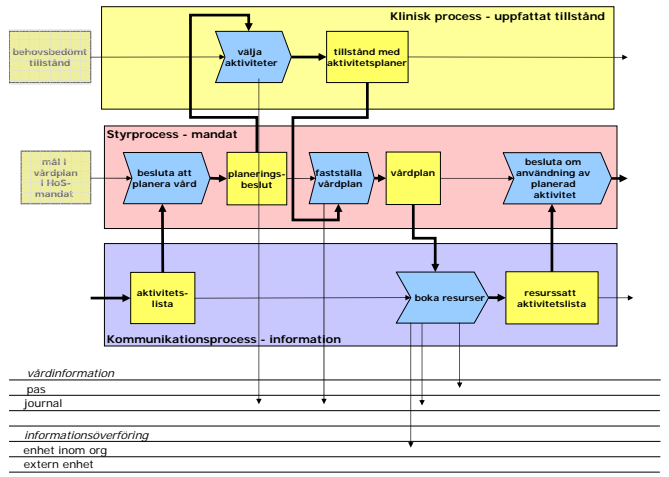 Klinisk process - uppfattat tillstånd
behovsbedömt
tillstånd
välja
aktiviteter
tillstånd med
aktivitetsplaner
Styrprocess - mandat
mål i
vårdplan
i HoS-
mandat
besluta att
planera vård
planerings-
beslut
fastställa
vårdplan
vårdplan
besluta om
användning av
planerad
aktivitet
aktivitets-
lista
boka resurser
resurssatt
aktivitetslista
Kommunikationsprocess - information
vårdinformation
pas
journal
informationsöverföring
enhet inom org
extern enhet